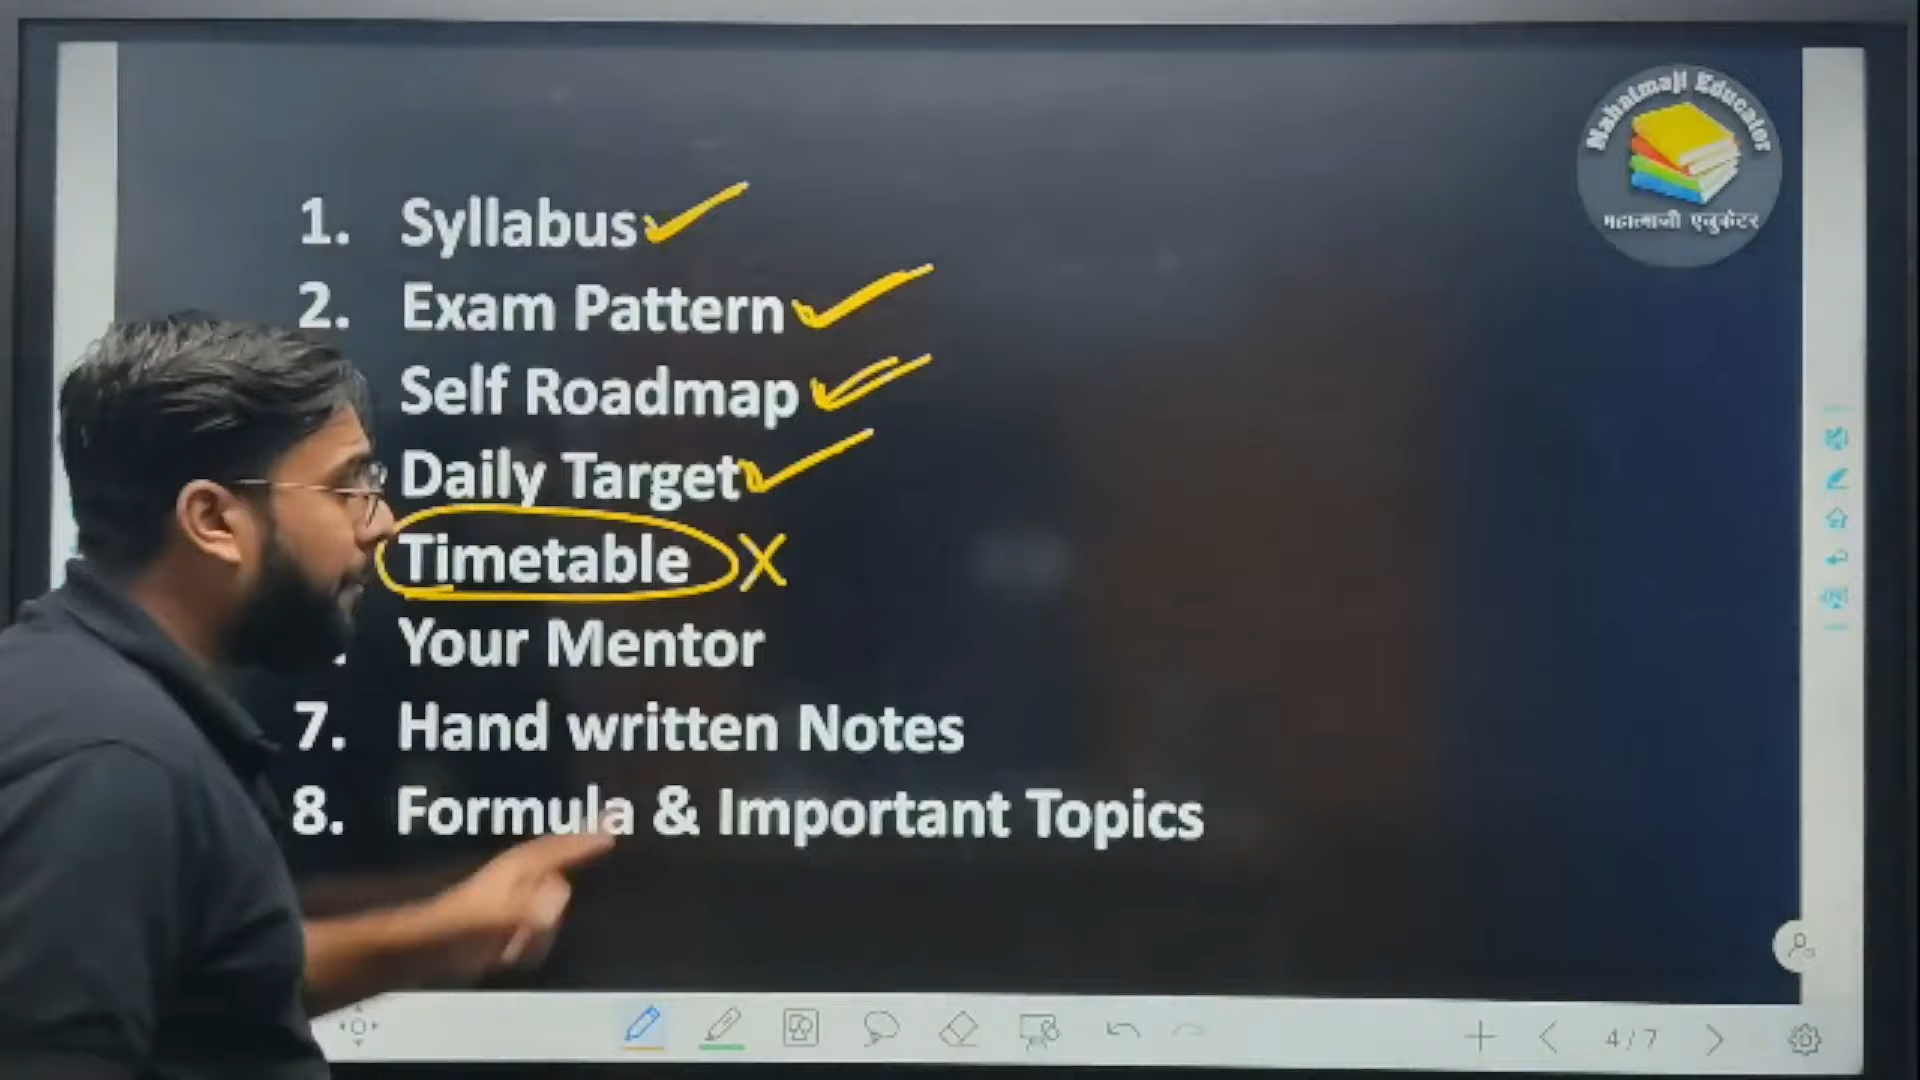 Mahatmaji Educator
महात्माजी एजुकेटर
1. Syllabus
2. Exam Pattern
Self Roadmap
Daily Target
Timetable X
Your Mentor
7. Hand written Notes
8. Formula & Important Topics
4/7